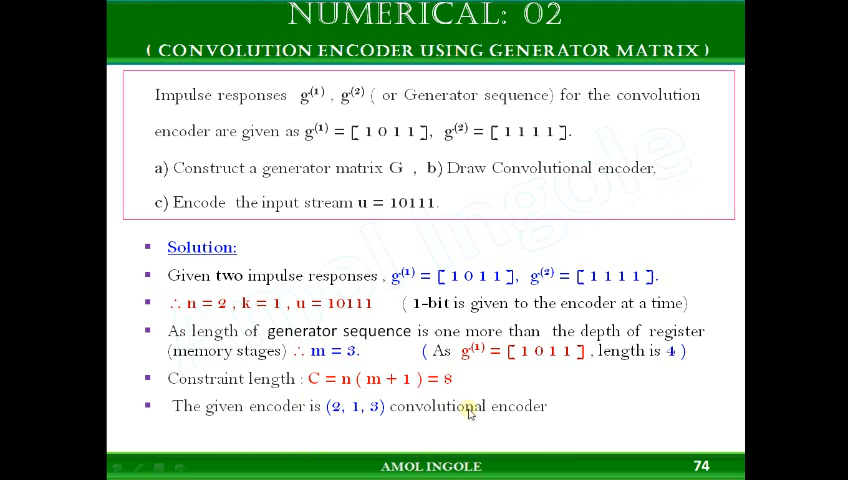 NUMERICAL: 02
( CONVOLUTION ENCODER USING GENERATOR MATRIX )
Impulse responses g(1) , g(2) ( or Generator sequence) for the convolution
encoder are given as g(1) = [ 1 0 1 1 ], g(2) = [ 1 1 1 1 ].
a) Construct a generator matrix G , b) Draw Convolutional encoder,
c) Encode the input stream u = 10111.
Amol Ingole
▪ Solution:
▪ Given two impulse responses , g(1) = [ 1 0 1 1 ], g(2) = [ 1 1 1 1 ].
▪ ∴ n = 2 , k = 1 , u = 10111 ( 1-bit is given to the encoder at a time)
▪ As length of generator sequence is one more than the depth of register
(memory stages) ∴ m = 3. ( As g(1) = [ 1 0 1 1 ] , length is 4 )
▪ Constraint length : C = n ( m + 1 ) = 8
▪ The given encoder is (2, 1, 3) convolutional encoder
AMOL INGOLE 74